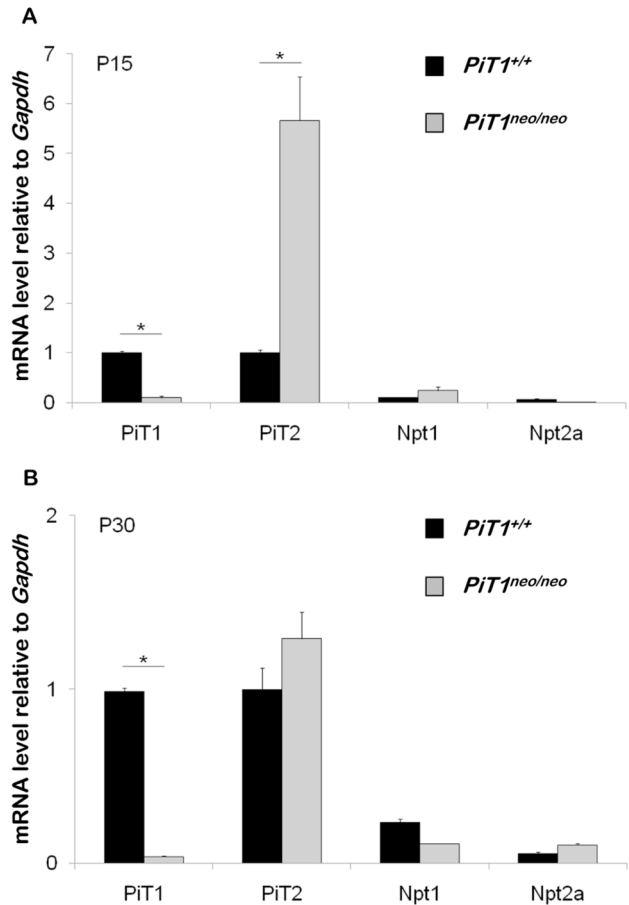 A
P15
PiT1+/+
PiT1neo/neo
mRNA level relative to Gapdh
7
6
5
4
3
2
1
0
*
*
PiT1
PiT2
Npt1
Npt2a
B
P30
PiT1+/+
PiT1neo/neo
mRNA level relative to Gapdh
2
1
0
*
PiT1
PiT2
Npt1
Npt2a